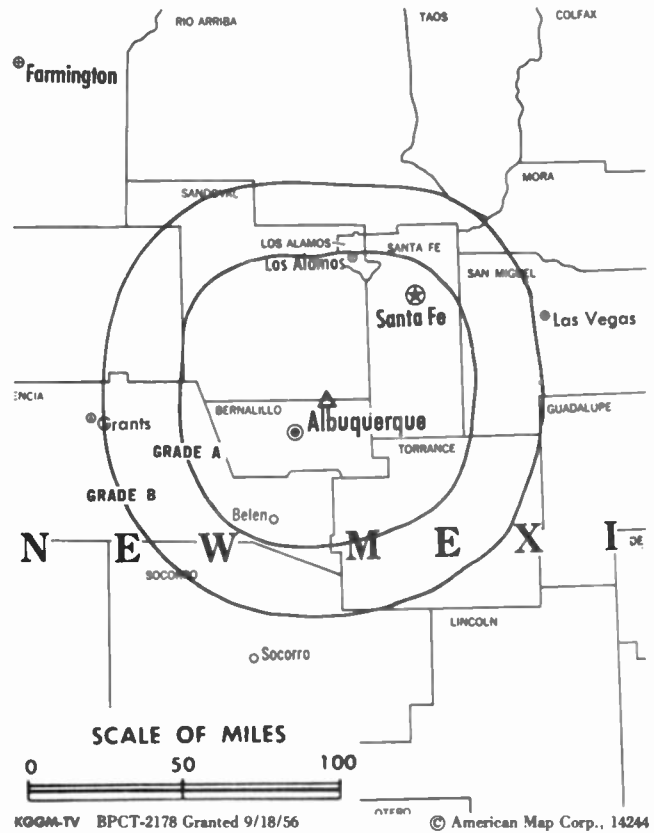 RIO ARRIBA
TAOS
COLFAX
Farmington
MORA
SANDOVAL
LOS ALAMOS
SANTA FE
Los Alamos
SAN MIGUEL
Santa Fe
Las Vegas
ENCIA
BERNALILLO
GUADALUPE
Grants
Albuquerque
GRADE A
TORRANCE
GRADE B
Belen
N E W M E X I
DE
SOCORRO
LINCOLN
Socorro
SCALE OF MILES
0 50 100
OTERO
KGGM-TV BPCT-2178 Granted 9/18/56 © American Map Corp., 14244